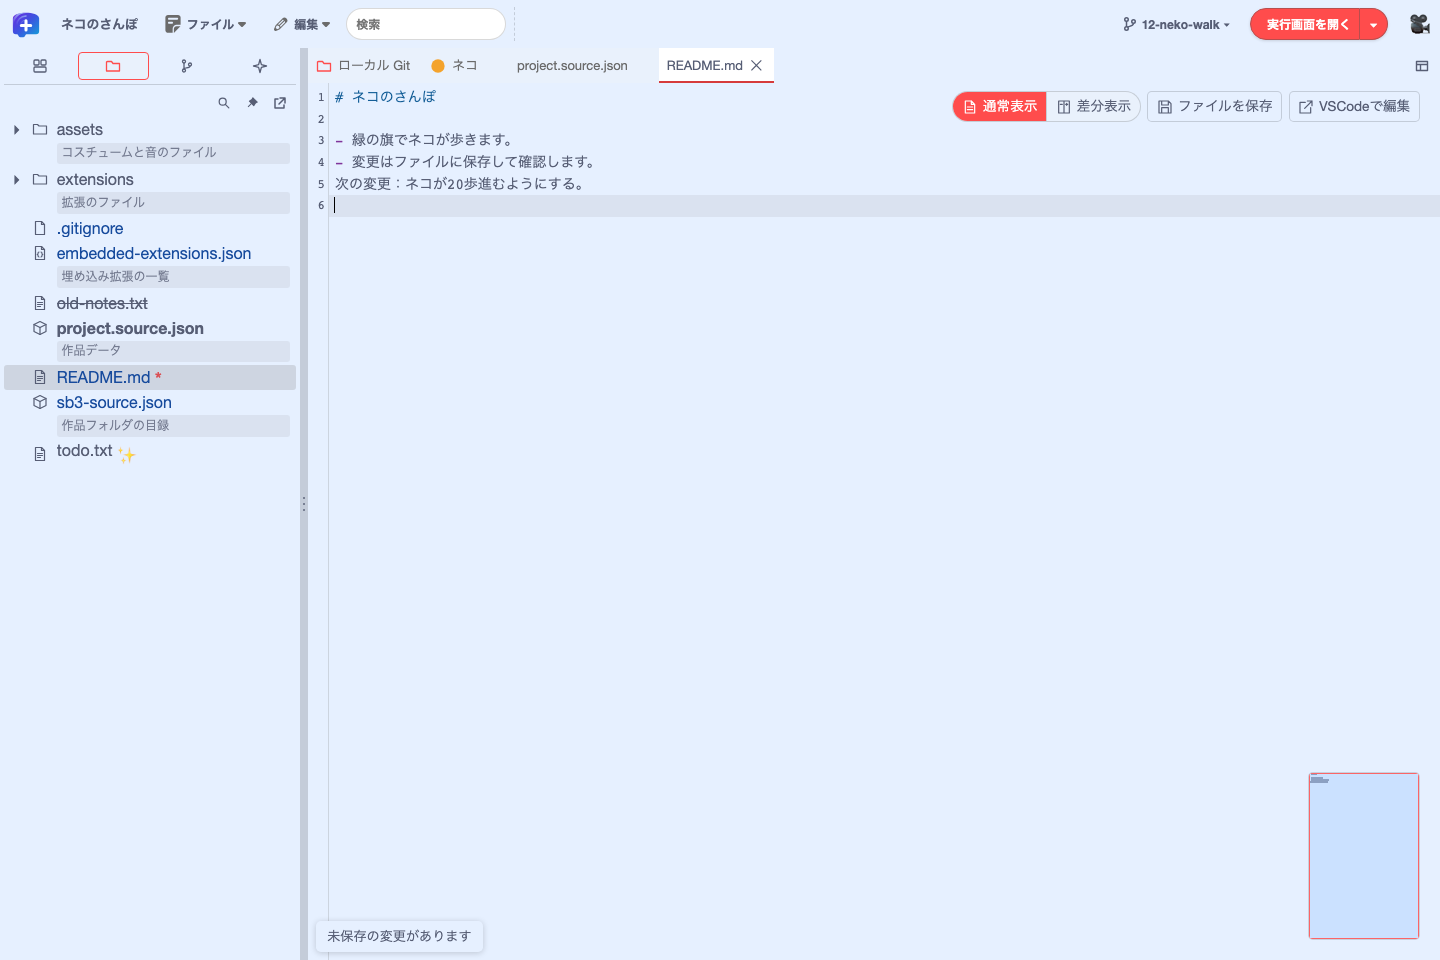 ネコのさんぽ
ファイル
編集
検索
12-neko-walk
実行画面を開く
ローカル Git
ネコ
project.source.json
README.md
assets
コスチュームと音のファイル
extensions
拡張のファイル
.gitignore
embedded-extensions.json
埋め込み拡張の一覧
old-notes.txt
project.source.json
作品データ
README.md *
sb3-source.json
作品フォルダの目録
todo.txt ✨
通常表示
差分表示
ファイルを保存
VSCodeで編集
1 # ネコのさんぽ
2
3 - 緑の旗でネコが歩きます。
4 - 変更はファイルに保存して確認します。
5 次の変更：ネコが20歩進むようにする。
6
未保存の変更があります